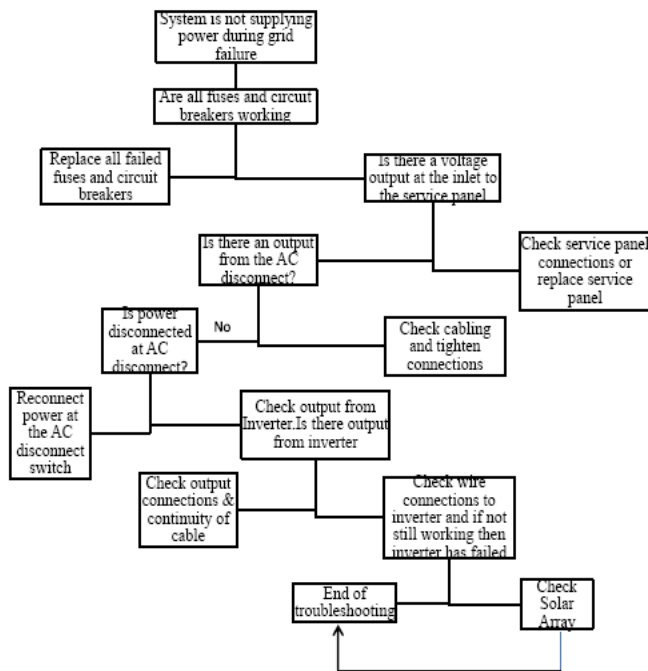 System is not supplying
power during grid
failure
Are all fuses and circuit
breakers working
Replace all failed
fuses and circuit
breakers
Is there a voltage
output at the inlet to
the service panel
Is there an output
from the AC
disconnect?
Check service panel
connections or
replace service
panel
Is power
disconnected
at AC
disconnect?
No
Check cabling
and tighten
connections
Reconnect
power at
the AC
disconnect
switch
Check output from
Inverter.Is there output
from inverter
Check output
connections &
continuity of
cable
Check wire
connections to
inverter and if not
still working then
inverter has failed
End of
troubleshooting
Check
Solar
Array